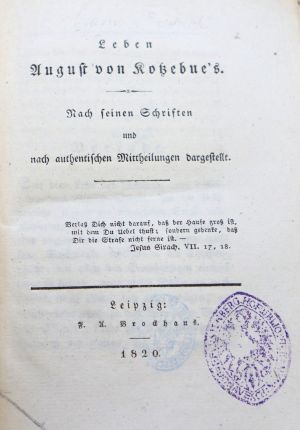 Leben
August von Kotzebue's.
Nach seinen Schriften
und
nach authentischen Mittheilungen dargestellt.
Verlaß Dich nicht darauf, daß der Haufe groß ist,
mit dem Du Uebel thust; sondern gedenke, daß
Dir die Strafe nicht ferne ist. —
Jesus Sirach. VII. 17, 18.
Leipzig:
F. A. Brockhaus.
1820.